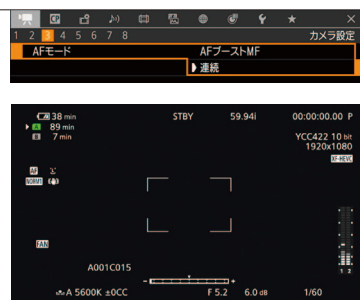 1 2 3 4 5 6 7 8 カメラ設定
AFモード AFブーストMF
連続
38 min STBY 59.94i 00:00:00.00 P
A 89 min
B 7 min YCC422 10 bit
1920x1080
XF-HEVC
AF
NORM1
FAN
A001C015
1 2
A 5600K ±0CC F 5.2 6.0 dB 1/60